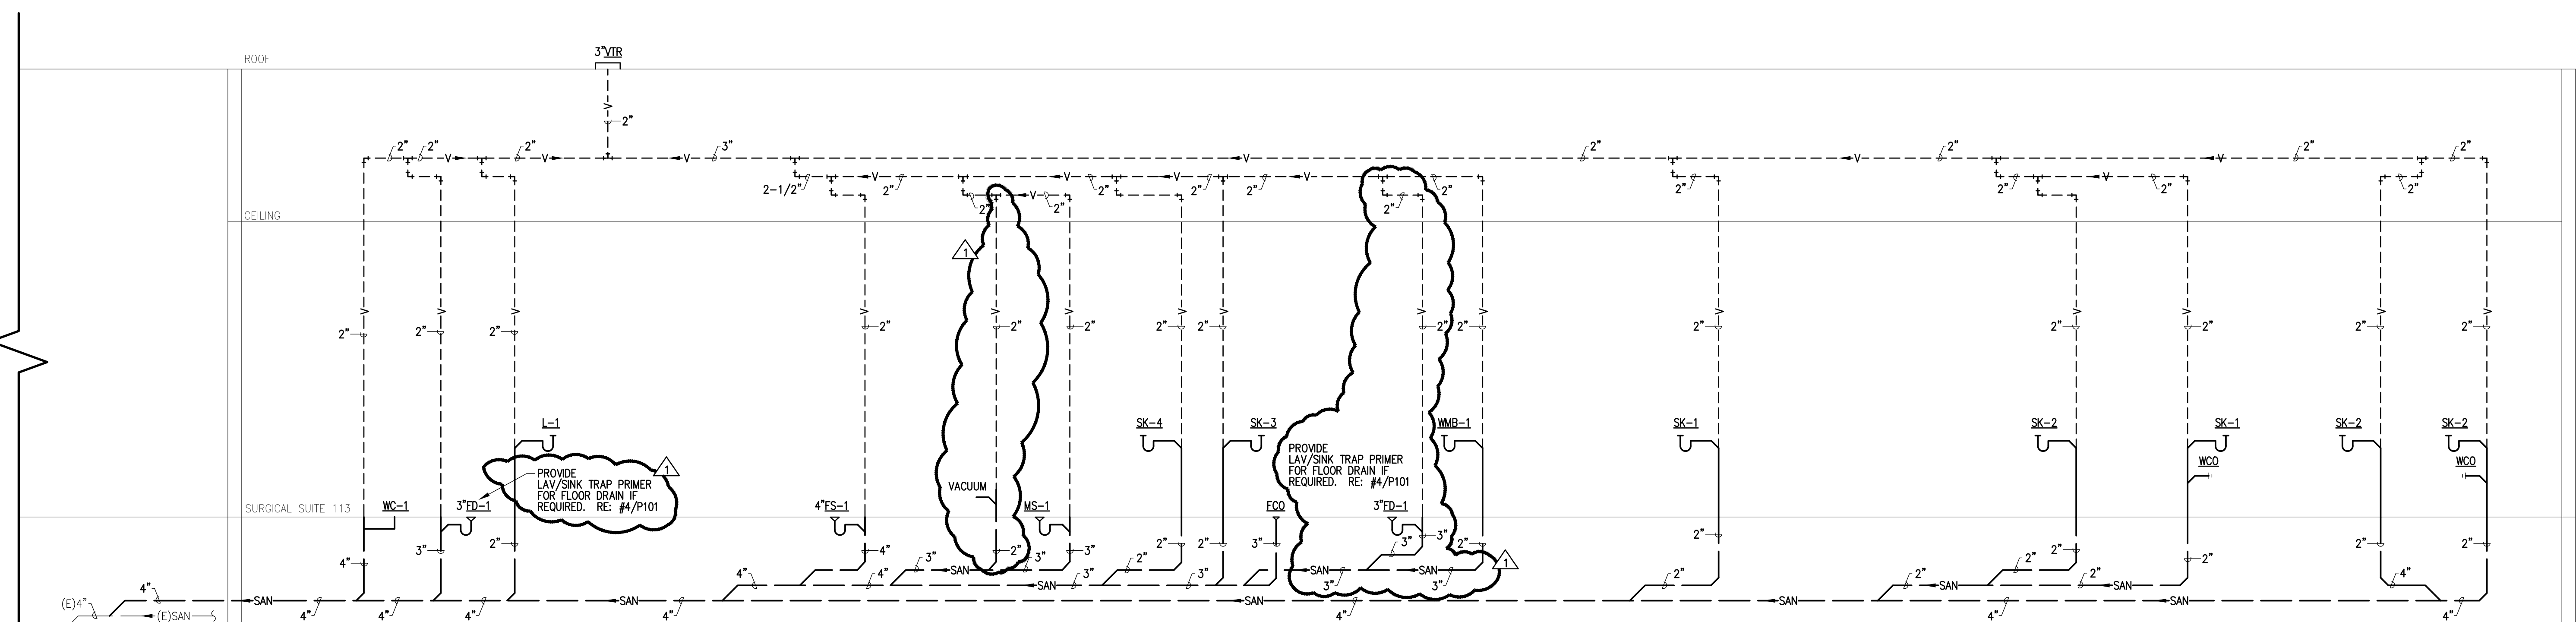 3"VTR
ROOF
2"
2" 2" 2" 3" 2" 2" 2" 2"
V V V V V V
2-1/2" 2" 2" 2" 2" 2" 2" 2" 2" 2"
V V V V V
2" 2" 2"
V
CEILING
1
V V V V V V V V V V V V V V
2" 2" 2" 2" 2" 2" 2" 2" 2" 2" 2" 2" 2" 2" 2"
L-1 SK-4 SK-3 WMB-1 SK-1 SK-2 SK-1 SK-2 SK-2
WCO WCO
PROVIDE
LAV/SINK TRAP PRIMER
FOR FLOOR DRAIN IF
REQUIRED. RE: #4/P101
1
PROVIDE
LAV/SINK TRAP PRIMER
FOR FLOOR DRAIN IF
REQUIRED. RE: #4/P101
VACUUM
SURGICAL SUITE 113 WC-1 3"FD-1 4"FS-1 MS-1 FCO 3"FD-1
4" 3" 2" 4" 2" 3" 2" 2" 3" 3" 3" 2" 2" 2" 2" 2" 2"
1
3" SAN 3" 2" SAN SAN 2" 2" 4"
4" 4" SAN 3" 3" 3" 3" 2" SAN 2" SAN
(E)4" 4" SAN SAN SAN SAN SAN
(E)SAN 4" 4" 4" 4" 4" 4" 4"